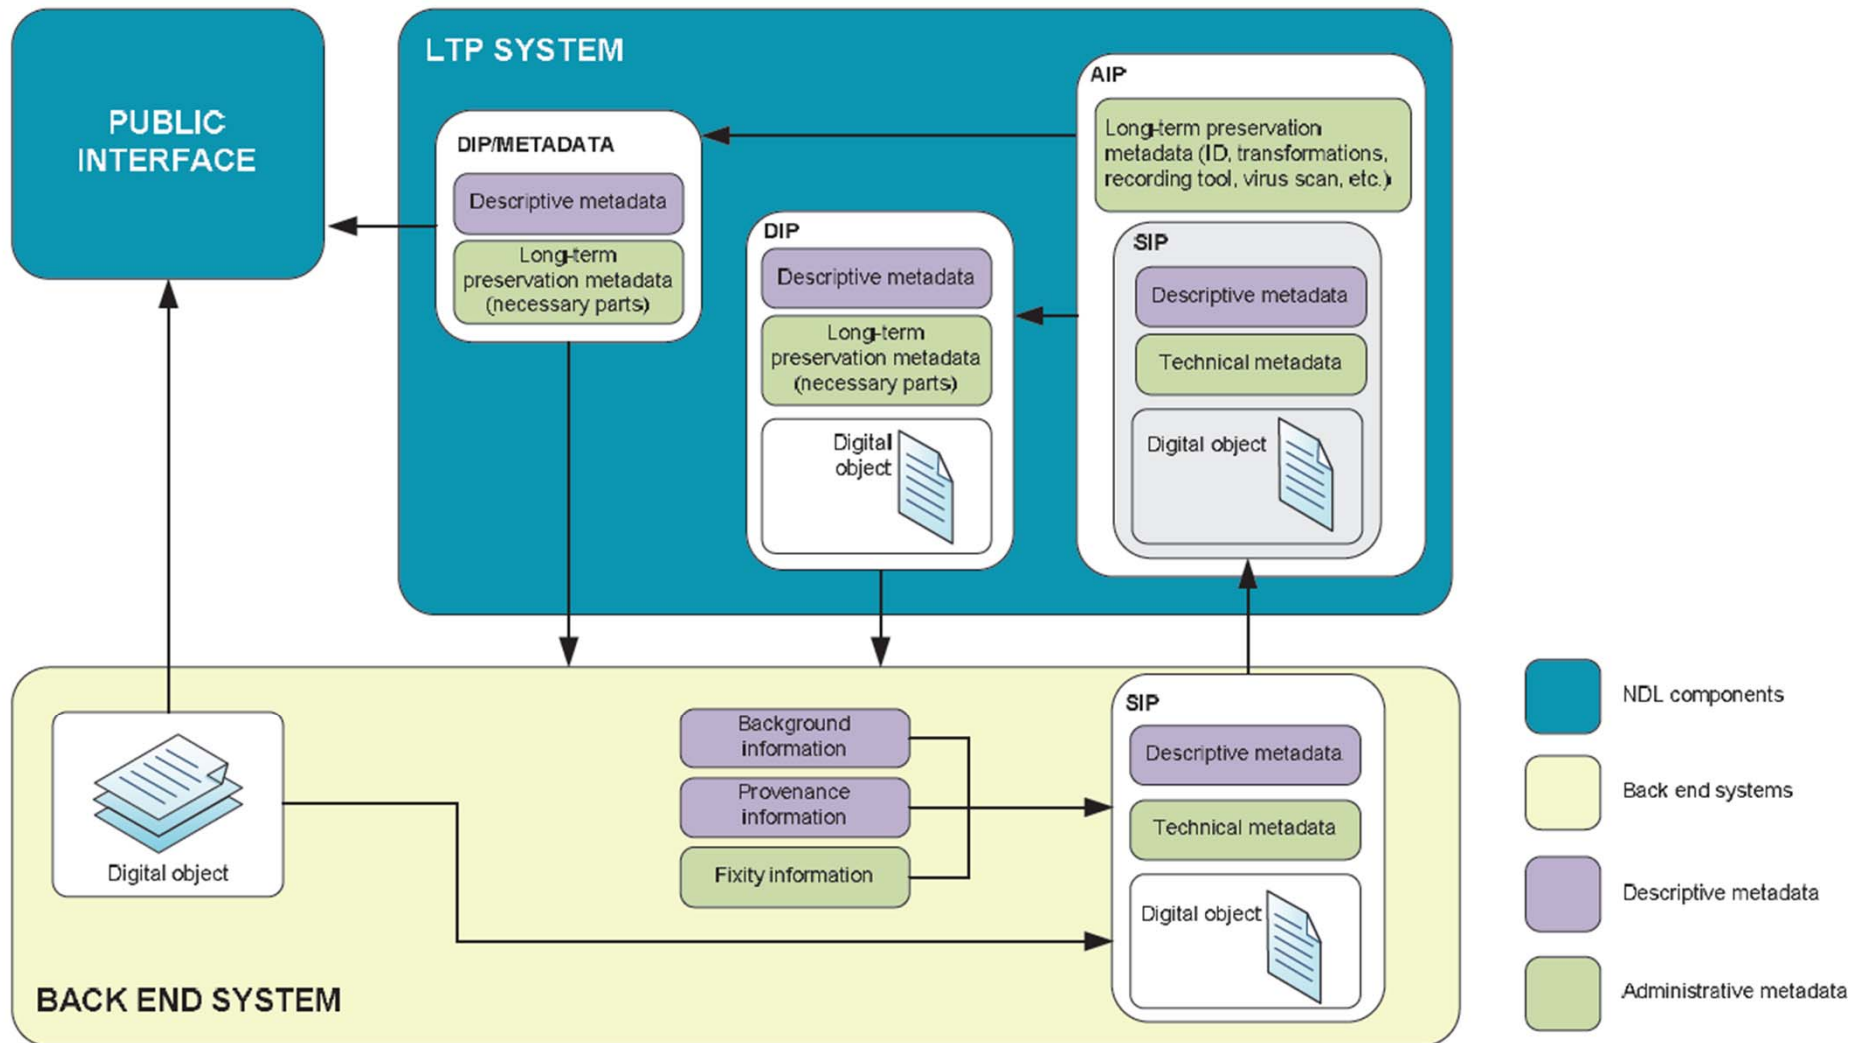 PUBLIC
INTERFACE
LTP SYSTEM
DIP/METADATA
Descriptive metadata
Long-term
preservation metadata
(necessary parts)
DIP
Descriptive metadata
Long-term
preservation metadata
(necessary parts)
Digital
object
AIP
Long-term preservation
metadata (ID, transformations,
recording tool, virus scan, etc.)
SIP
Descriptive metadata
Technical metadata
Digital object
Digital object
BACK END SYSTEM
Background
information
Provenance
information
Fixity information
SIP
Descriptive metadata
Technical metadata
Digital object
NDL components
Back end systems
Descriptive metadata
Administrative metadata